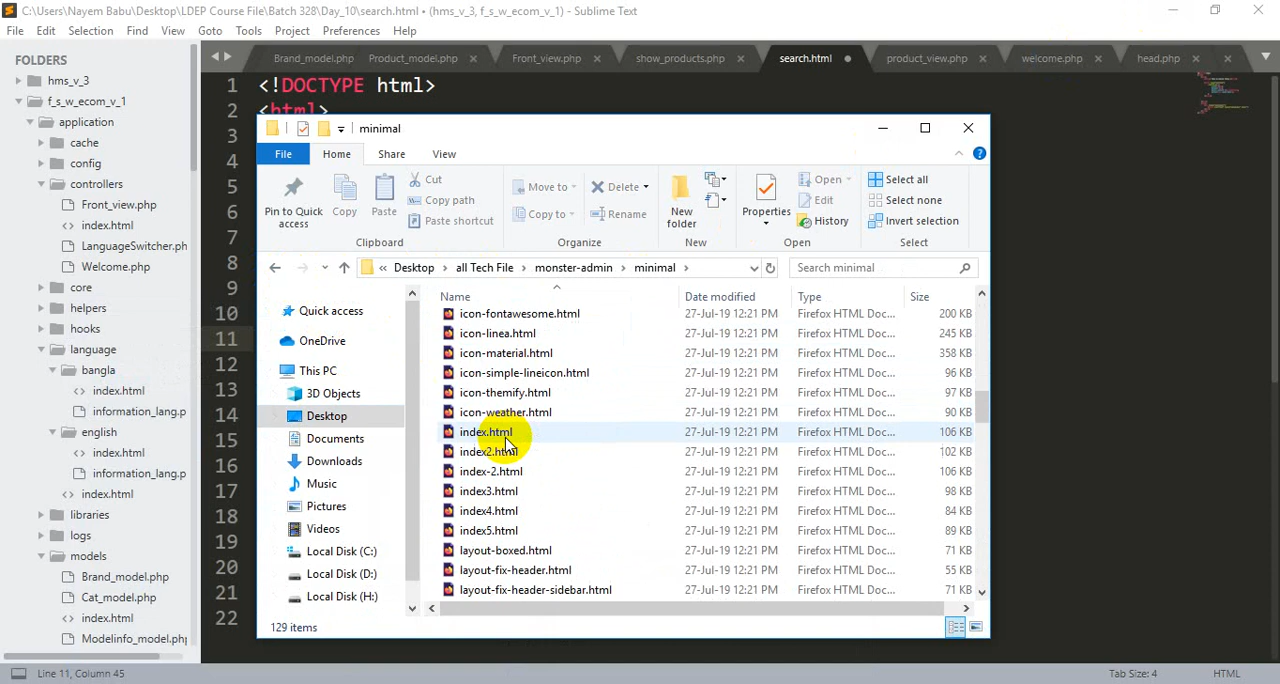 C:\Users\Nayem Babu\Desktop\LDEP Course File\Batch 328\Day_10\search.html • (hms_v_3, f_s_w_ecom_v_1) - Sublime Text
File Edit Selection Find View Goto Tools Project Preferences Help
FOLDERS
hms_v_3
f_s_w_ecom_v_1
application
cache
config
controllers
Front_view.php
index.html
LanguageSwitcher.ph
Welcome.php
core
helpers
hooks
language
bangla
index.html
information_lang.p
english
index.html
information_lang.p
index.html
libraries
logs
models
Brand_model.php
Cat_model.php
index.html
Modelinfo_model.php
Brand_model.php Product_model.php Front_view.php show_products.php search.html product_view.php welcome.php head.php
1 <!DOCTYPE html>
2 <html>
3
4
5
6
7
8
9
10
11
12
13
14
15
16
17
18
19
20
21
22
minimal
File Home Share View
Pin to Quick access
Copy
Paste
Cut
Copy path
Paste shortcut
Clipboard
Move to
Copy to
Delete
Rename
Organize
New folder
New
Properties
Open
Edit
History
Open
Select all
Select none
Invert selection
Select
« Desktop › all Tech File › monster-admin › minimal ›
Search minimal
Quick access
OneDrive
This PC
3D Objects
Desktop
Documents
Downloads
Music
Pictures
Videos
Local Disk (C:)
Local Disk (D:)
Local Disk (H:)
Name Date modified Type Size
icon-fontawesome.html 27-Jul-19 12:21 PM Firefox HTML Doc... 200 KB
icon-linea.html 27-Jul-19 12:21 PM Firefox HTML Doc... 245 KB
icon-material.html 27-Jul-19 12:21 PM Firefox HTML Doc... 358 KB
icon-simple-lineicon.html 27-Jul-19 12:21 PM Firefox HTML Doc... 96 KB
icon-themify.html 27-Jul-19 12:21 PM Firefox HTML Doc... 97 KB
icon-weather.html 27-Jul-19 12:21 PM Firefox HTML Doc... 90 KB
index.html 27-Jul-19 12:21 PM Firefox HTML Doc... 106 KB
index2.html 27-Jul-19 12:21 PM Firefox HTML Doc... 102 KB
index-2.html 27-Jul-19 12:21 PM Firefox HTML Doc... 106 KB
index3.html 27-Jul-19 12:21 PM Firefox HTML Doc... 98 KB
index4.html 27-Jul-19 12:21 PM Firefox HTML Doc... 84 KB
index5.html 27-Jul-19 12:21 PM Firefox HTML Doc... 89 KB
layout-boxed.html 27-Jul-19 12:21 PM Firefox HTML Doc... 71 KB
layout-fix-header.html 27-Jul-19 12:21 PM Firefox HTML Doc... 55 KB
layout-fix-header-sidebar.html 27-Jul-19 12:21 PM Firefox HTML Doc... 71 KB
129 items
Line 11, Column 45
Tab Size: 4
HTML